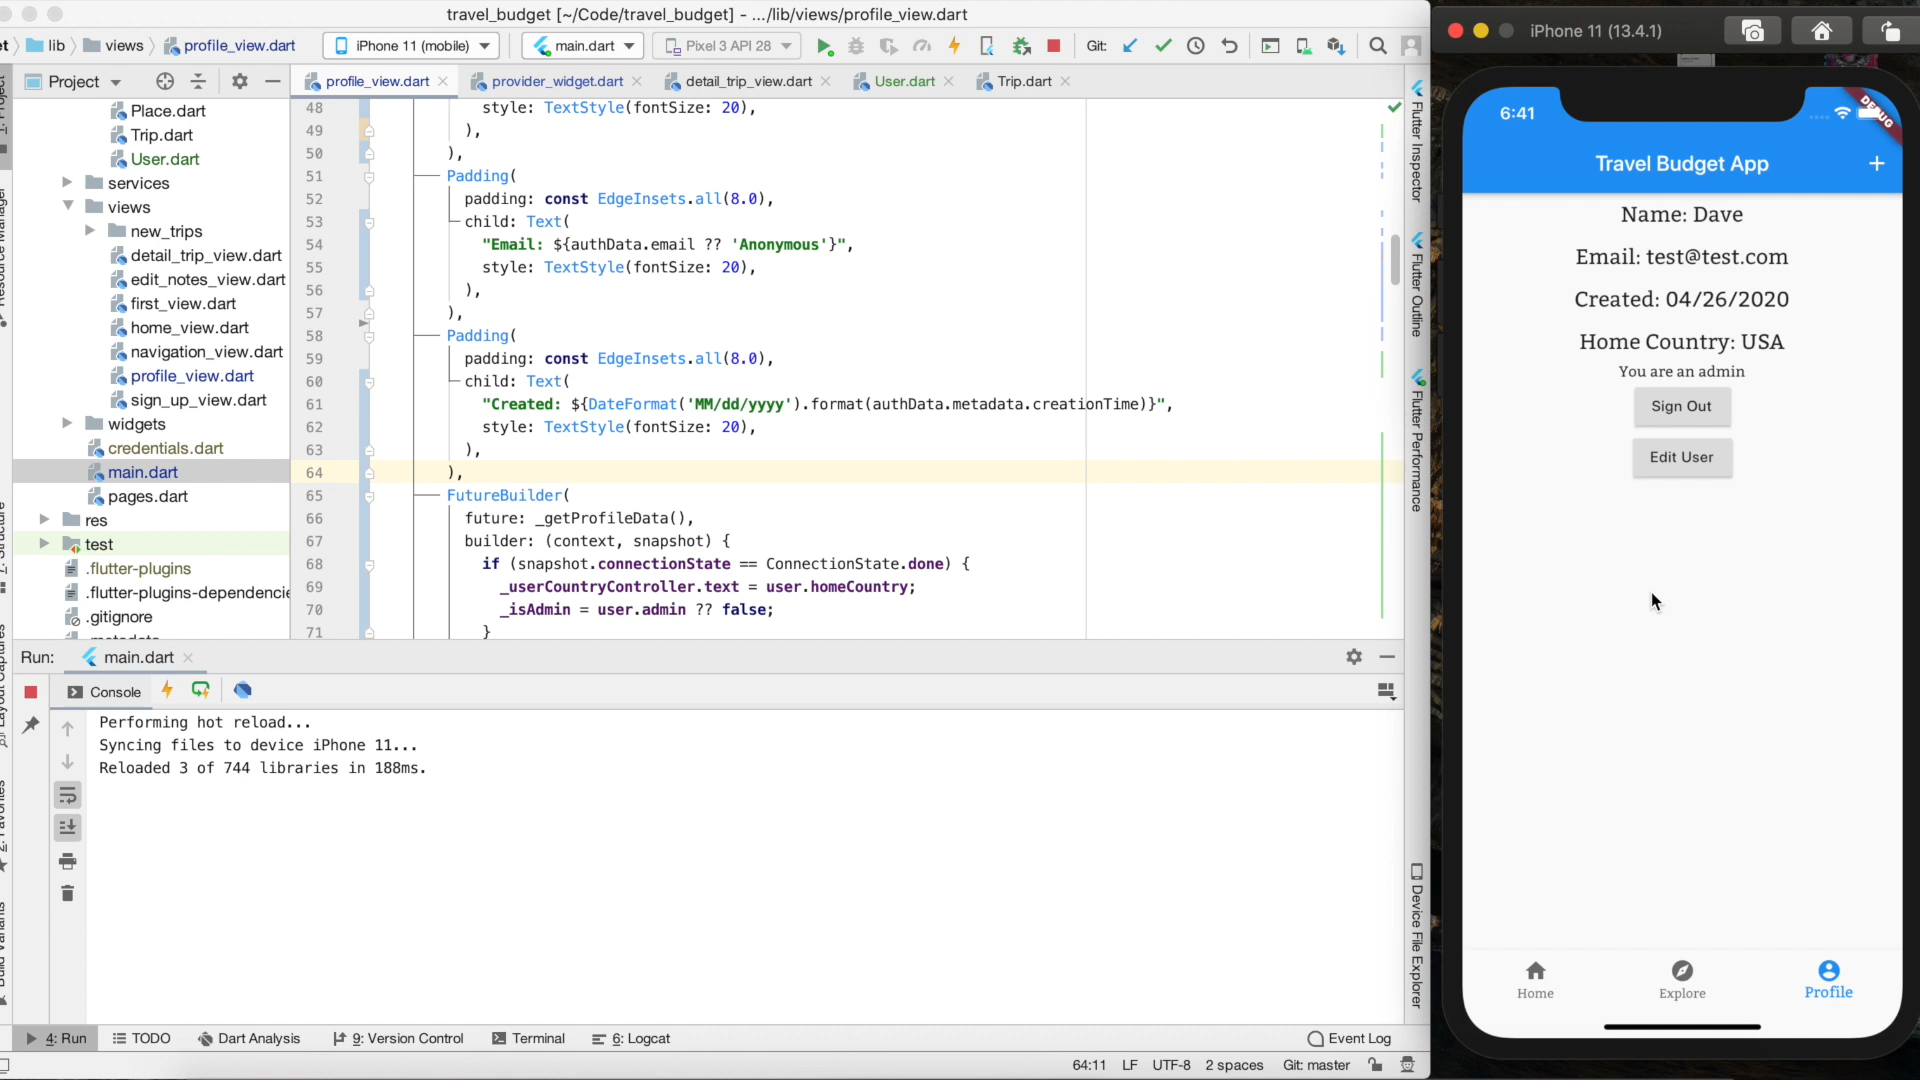 travel_budget [~/Code/travel_budget] - .../lib/views/profile_view.dart
lib views profile_view.dart iPhone 11 (mobile) main.dart Pixel 3 API 28 Git:
Project
profile_view.dart provider_widget.dart detail_trip_view.dart User.dart Trip.dart
Place.dart
Trip.dart
User.dart
services
views
new_trips
detail_trip_view.dart
edit_notes_view.dart
first_view.dart
home_view.dart
navigation_view.dart
profile_view.dart
sign_up_view.dart
widgets
credentials.dart
main.dart
pages.dart
res
test
.flutter-plugins
.flutter-plugins-dependencie
.gitignore
48 style: TextStyle(fontSize: 20),
49 ),
50 ),
51 Padding(
52 padding: const EdgeInsets.all(8.0),
53 child: Text(
54 "Email: ${authData.email ?? 'Anonymous'}",
55 style: TextStyle(fontSize: 20),
56 ),
57 ),
58 Padding(
59 padding: const EdgeInsets.all(8.0),
60 child: Text(
61 "Created: ${DateFormat('MM/dd/yyyy').format(authData.metadata.creationTime)}",
62 style: TextStyle(fontSize: 20),
63 ),
64 ),
65 FutureBuilder(
66 future: _getProfileData(),
67 builder: (context, snapshot) {
68 if (snapshot.connectionState == ConnectionState.done) {
69 _userCountryController.text = user.homeCountry;
70 _isAdmin = user.admin ?? false;
71 }
Flutter Inspector
Flutter Outline
Flutter Performance
Device File Explorer
Run: main.dart
Console
Performing hot reload...
Syncing files to device iPhone 11...
Reloaded 3 of 744 libraries in 188ms.
4: Run TODO Dart Analysis 9: Version Control Terminal 6: Logcat Event Log
64:11 LF UTF-8 2 spaces Git: master
iPhone 11 (13.4.1)
6:41
DEBUG
Travel Budget App +
Name: Dave
Email: test@test.com
Created: 04/26/2020
Home Country: USA
You are an admin
Sign Out
Edit User
Home Explore Profile